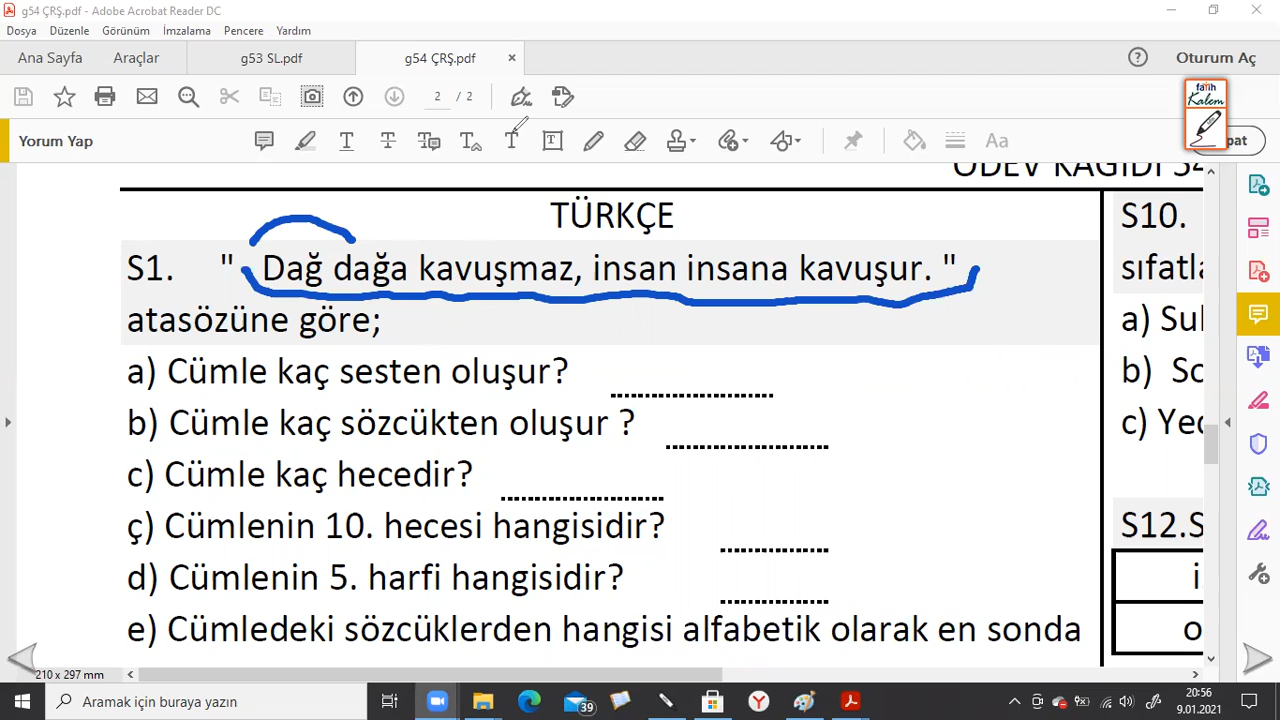 g54 ÇRŞ.pdf - Adobe Acrobat Reader DC
Dosya Düzenle Görünüm İmzalama Pencere Yardım
Ana Sayfa Araçlar g53 SL.pdf g54 ÇRŞ.pdf × Oturum Aç
2 / 2
fatih
Kalem
Yorum Yap
ÖDEV KAĞIDI 54
TÜRKÇE
S1. " Dağ dağa kavuşmaz, insan insana kavuşur. "
atasözüne göre;
a) Cümle kaç sesten oluşur? ......................
b) Cümle kaç sözcükten oluşur ? ......................
c) Cümle kaç hecedir? ......................
ç) Cümlenin 10. hecesi hangisidir? ...............
d) Cümlenin 5. harfi hangisidir? ...............
e) Cümledeki sözcüklerden hangisi alfabetik olarak en sonda
S10.
sıfatla
a)
b)
c)
S12.S
i
o
210 x 297 mm
Aramak için buraya yazın
39
20:56
9.01.2021